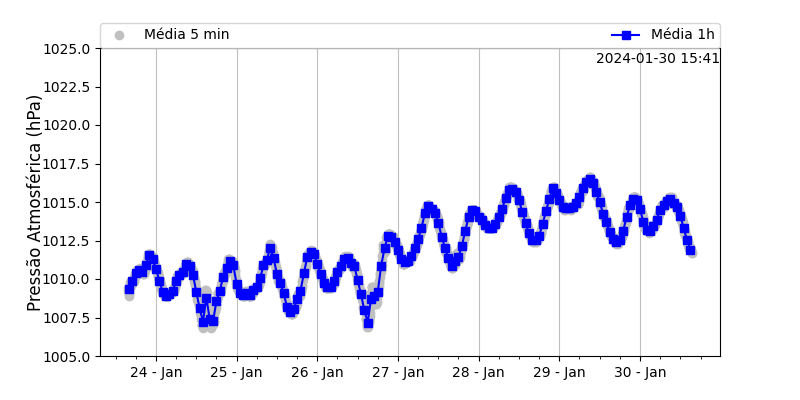 Média 5 min
Média 1h
2024-01-30 15:41
Pressão Atmosférica (hPa)
1025.0
1022.5
1020.0
1017.5
1015.0
1012.5
1010.0
1007.5
1005.0
24 - Jan
25 - Jan
26 - Jan
27 - Jan
28 - Jan
29 - Jan
30 - Jan